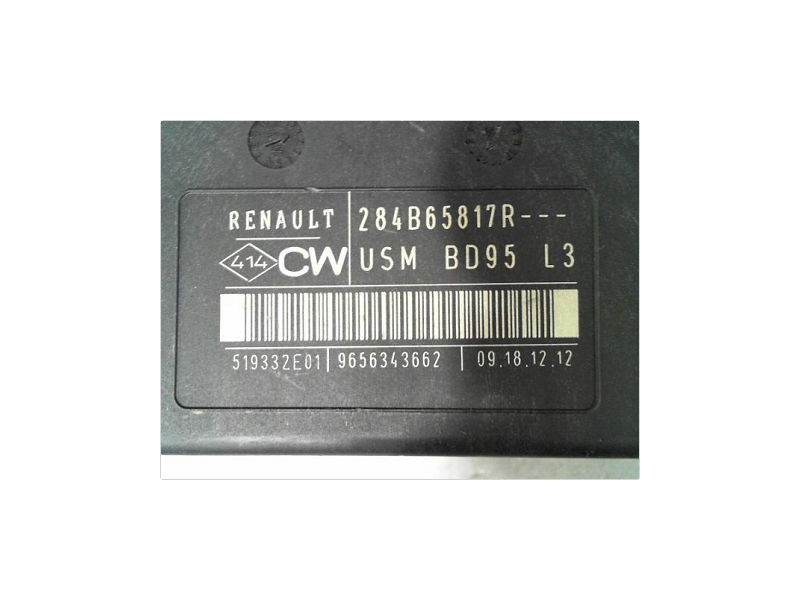 RENAULT 284B65817R---
414 CW USM BD95 L3
519332E01 9656343662 09.18.12.12